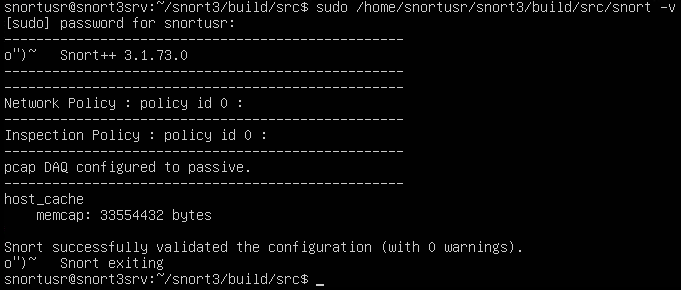 snortusr@snort3srv:~/snort3/build/src$ sudo /home/snortusr/snort3/build/src/snort -v
[sudo] password for snortusr:
--------------------------------------------------
o")~   Snort++ 3.1.73.0
--------------------------------------------------
--------------------------------------------------
Network Policy : policy id 0 :
--------------------------------------------------
Inspection Policy : policy id 0 :
--------------------------------------------------
pcap DAQ configured to passive.
--------------------------------------------------
host_cache
    memcap: 33554432 bytes

Snort successfully validated the configuration (with 0 warnings).
o")~   Snort exiting
snortusr@snort3srv:~/snort3/build/src$ _